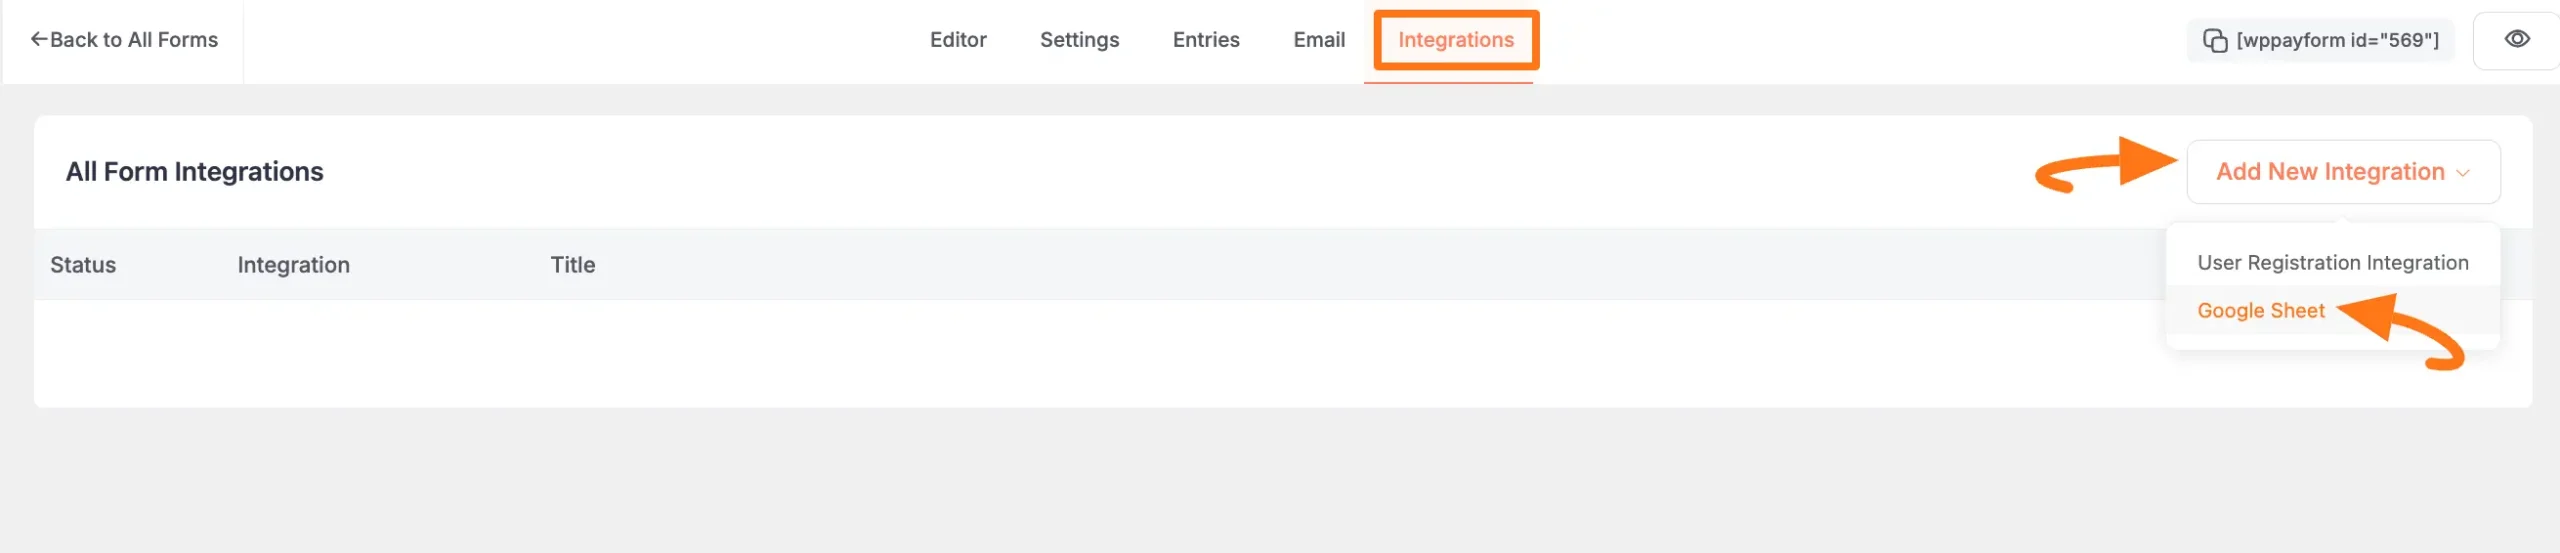 ←Back to All Forms
Editor Settings Entries Email Integrations
[wppayform id="569"]
All Form Integrations
Add New Integration
Status Integration Title
User Registration Integration
Google Sheet